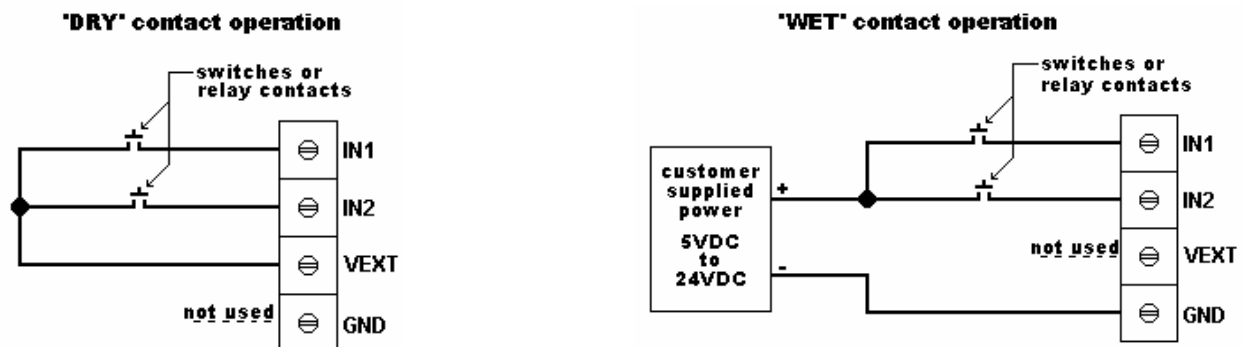 "DRY" contact operation
switches or
relay contacts
IN1
IN2
VEXT
not used
GND
"WET" contact operation
switches or
relay contacts
customer
supplied
power
5VDC
to
24VDC
+
-
IN1
IN2
not used
VEXT
GND